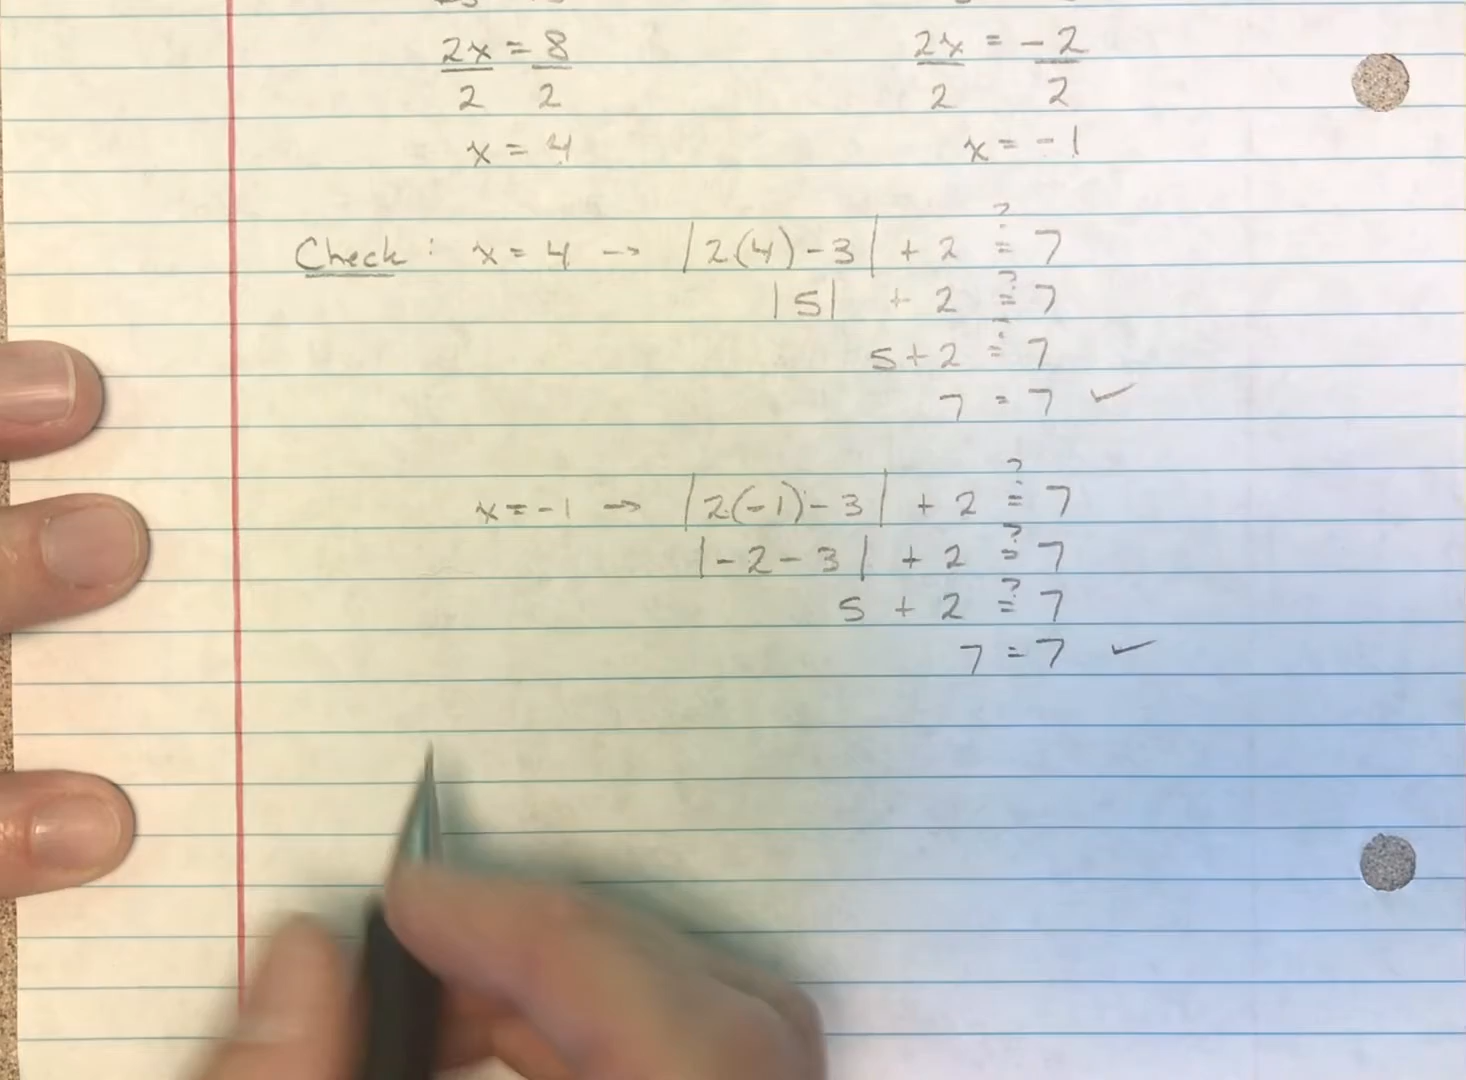 2x = 8 2x = -2
2 2 2 2
x = 4 x = -1
Check: x = 4 -> |2(4) - 3| + 2 ≟ 7
|5| + 2 ≟ 7
5 + 2 ≟ 7
7 = 7 ✓
x = -1 -> |2(-1) - 3| + 2 ≟ 7
|-2 - 3| + 2 ≟ 7
5 + 2 ≟ 7
7 = 7 ✓